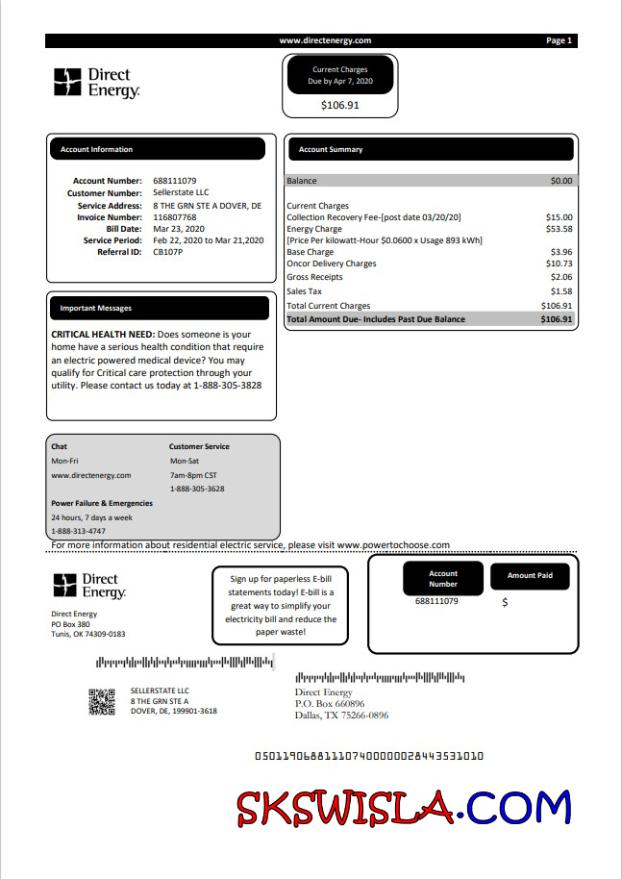 www.directenergy.com Page 1
Direct
Energy.
Current Charges
Due by Apr 7, 2020
$106.91
Account Information
Account Number: 688111079
Customer Number: Sellerstate LLC
Service Address: 8 THE GRN STE A DOVER, DE
Invoice Number: 116807768
Bill Date: Mar 23, 2020
Service Period: Feb 22, 2020 to Mar 21,2020
Referral ID: CB107P
Account Summary
Balance $0.00
Current Charges
Collection Recovery Fee-[post date 03/20/20] $15.00
Energy Charge $53.58
[Price Per kilowatt-Hour $0.0600 x Usage 893 kWh]
Base Charge $3.96
Oncor Delivery Charges $10.73
Gross Receipts $2.06
Sales Tax $1.58
Total Current Charges $106.91
Total Amount Due- Includes Past Due Balance $106.91
Important Messages
CRITICAL HEALTH NEED: Does someone is your
home have a serious health condition that require
an electric powered medical device? You may
qualify for Critical care protection through your
utility. Please contact us today at 1-888-305-3828
Chat
Mon-Fri
www.directenergy.com
Customer Service
Mon-Sat
7am-8pm CST
1-888-305-3628
Power Failure & Emergencies
24 hours, 7 days a week
1-888-313-4747
For more information about residential electric service, please visit www.powertochoose.com
Direct
Energy.
Direct Energy
PO Box 380
Tunis, OK 74309-0183
Sign up for paperless E-bill
statements today! E-bill is a
great way to simplify your
electricity bill and reduce the
paper waste!
Account
Number
688111079
Amount Paid
$
SELLERSTATE LLC
8 THE GRN STE A
DOVER, DE, 199901-3618
Direct Energy
P.O. Box 660896
Dallas, TX 75266-0896
0501190688111074000000028443531010
SKSWISLA.COM